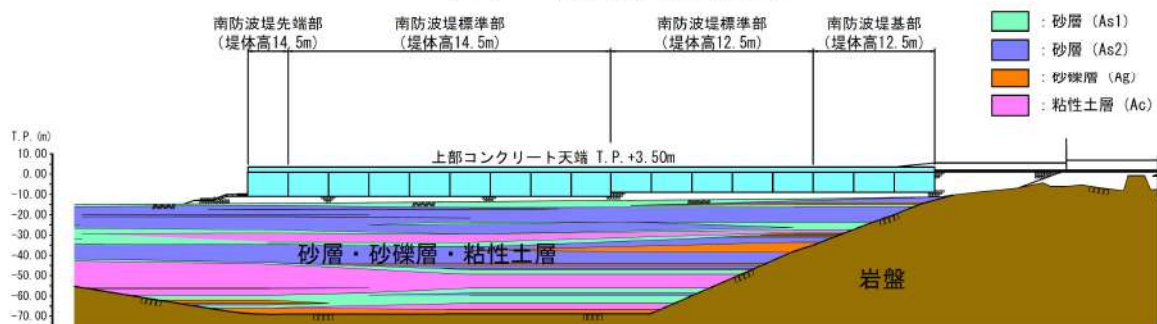 南防波堤先端部
(堤体高14.5m)
南防波堤標準部
(堤体高14.5m)
南防波堤標準部
(堤体高12.5m)
南防波堤基部
(堤体高12.5m)
：砂層 (As1)
：砂層 (As2)
：砂礫層 (Ag)
：粘性土層 (Ac)
T.P.(m)
10.00
0.00
-10.00
-20.00
-30.00
-40.00
-50.00
-60.00
-70.00
上部コンクリート天端 T.P.+3.50m
砂層・砂礫層・粘性土層
岩盤